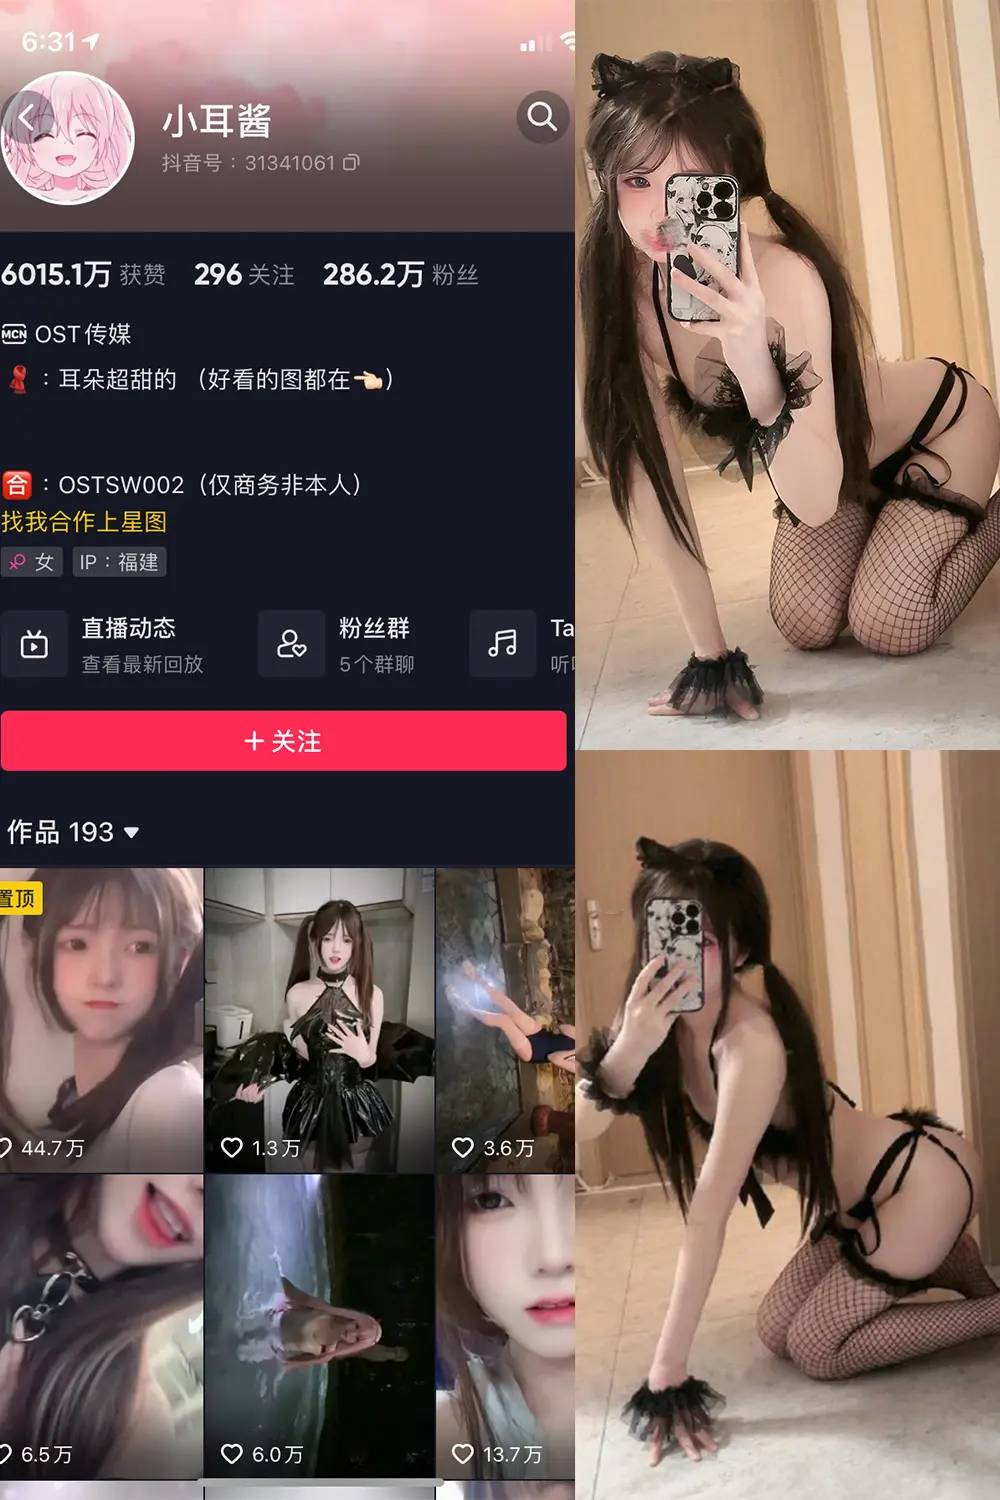 6:31
小耳酱
抖音号：31341061
6015.1万 获赞 296 关注 286.2万 粉丝
MCN OST传媒
：耳朵超甜的 （好看的图都在👈🏻）
合：OSTSW002（仅商务非本人）
找我合作上星图
女 IP：福建
直播动态
查看最新回放
粉丝群
5个群聊
Ta
听
+ 关注
作品 193
置顶
44.7万
1.3万
3.6万
6.5万
6.0万
13.7万